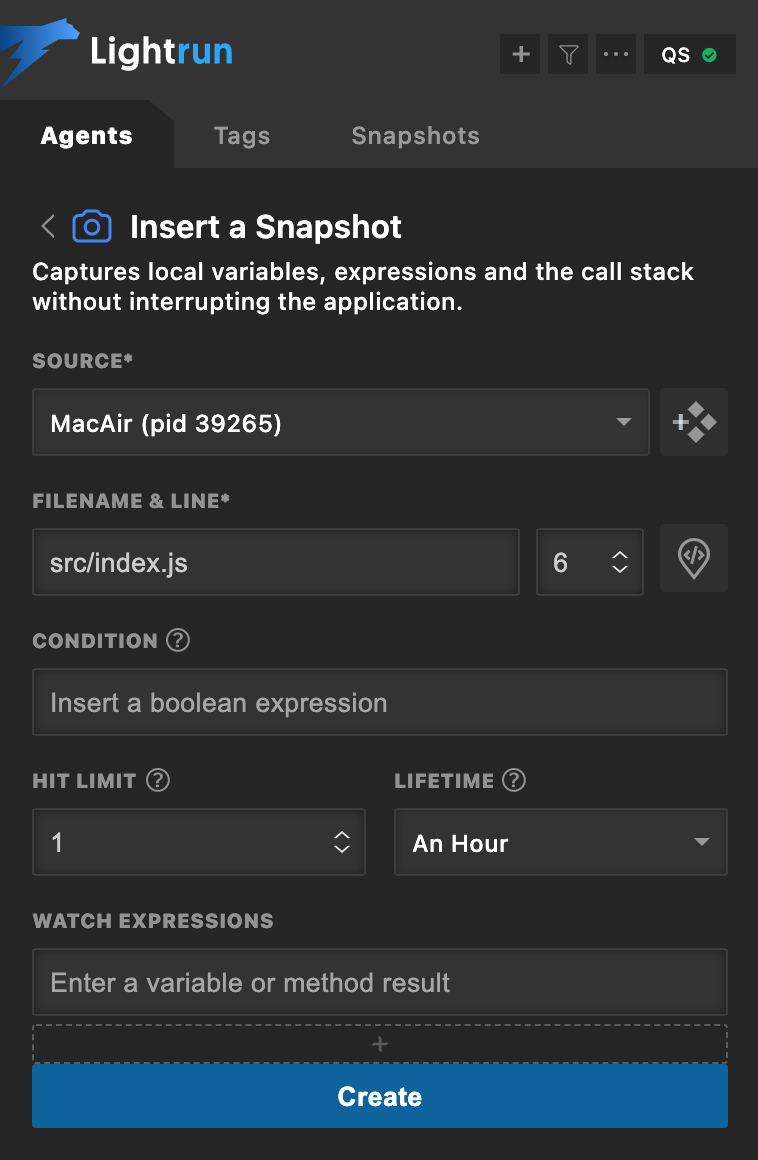 Lightrun
QS
Agents Tags Snapshots
Insert a Snapshot
Captures local variables, expressions and the call stack
without interrupting the application.
SOURCE*
MacAir (pid 39265)
FILENAME & LINE*
src/index.js 6
CONDITION ?
Insert a boolean expression
HIT LIMIT ? LIFETIME ?
1 An Hour
WATCH EXPRESSIONS
Enter a variable or method result
+
Create